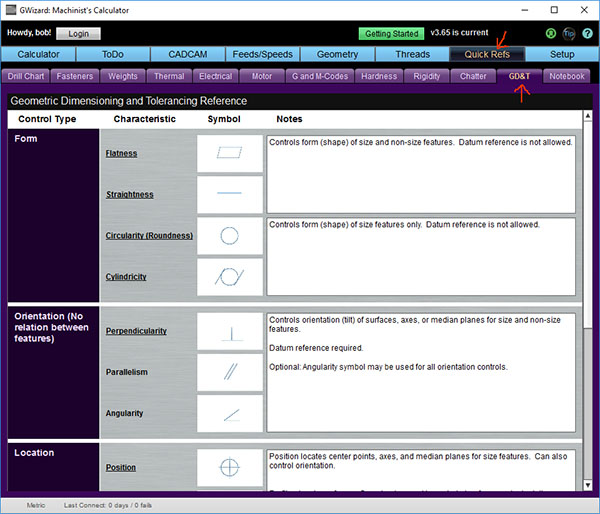 GWizard: Machinist's Calculator
Howdy, bob!
Login
Getting Started
v3.65 is current
Tip
?
Calculator
ToDo
CADCAM
Feeds/Speeds
Geometry
Threads
Quick Refs
Setup
Drill Chart
Fasteners
Weights
Thermal
Electrical
Motor
G and M-Codes
Hardness
Rigidity
Chatter
GD&T
Notebook
Geometric Dimensioning and Tolerancing Reference
Control Type
Characteristic
Symbol
Notes
Form
Flatness
Straightness
Controls form (shape) of size and non-size features. Datum reference is not allowed.
Circularity (Roundness)
Cylindricity
Controls form (shape) of size features only. Datum reference is not allowed.
Orientation (No
relation between
features)
Perpendicularity
Parallelism
Angularity
Controls orientation (tilt) of surfaces, axes, or median planes for size and non-size
features.
Datum reference required.
Optional: Angularity symbol may be used for all orientation controls.
Location
Position
Position locates center points, axes, and median planes for size features. Can also
control orientation.
Metric
Last Connect: 0 days / 0 fails